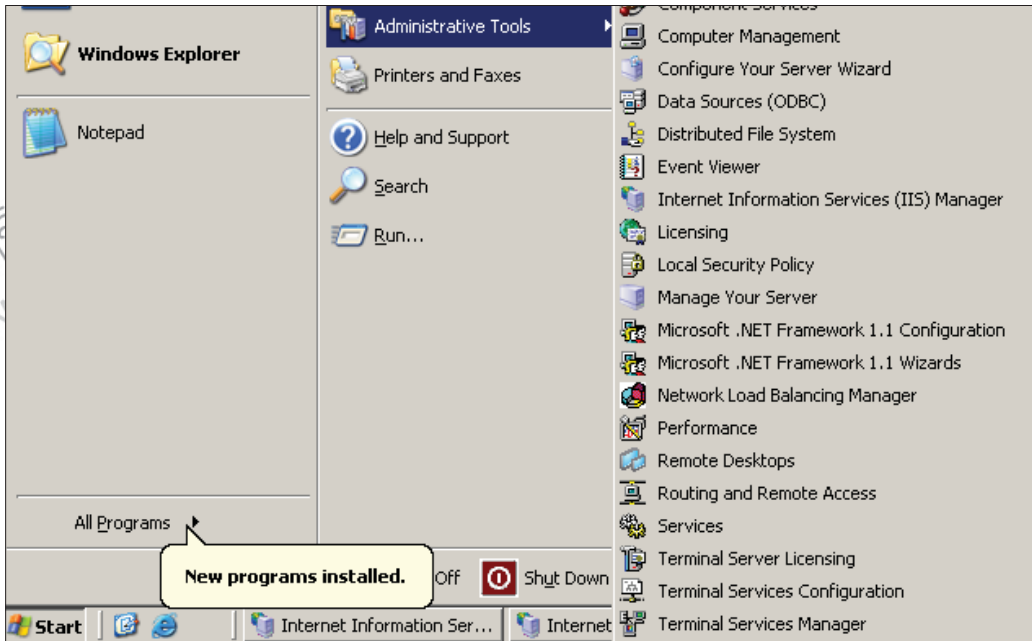 Windows Explorer
Notepad
All Programs
New programs installed.
Administrative Tools
Printers and Faxes
Help and Support
Search
Run...
Off
Shut Down
Component Services
Computer Management
Configure Your Server Wizard
Data Sources (ODBC)
Distributed File System
Event Viewer
Internet Information Services (IIS) Manager
Licensing
Local Security Policy
Manage Your Server
Microsoft .NET Framework 1.1 Configuration
Microsoft .NET Framework 1.1 Wizards
Network Load Balancing Manager
Performance
Remote Desktops
Routing and Remote Access
Services
Terminal Server Licensing
Terminal Services Configuration
Terminal Services Manager
Start
Internet Information Ser...
Internet